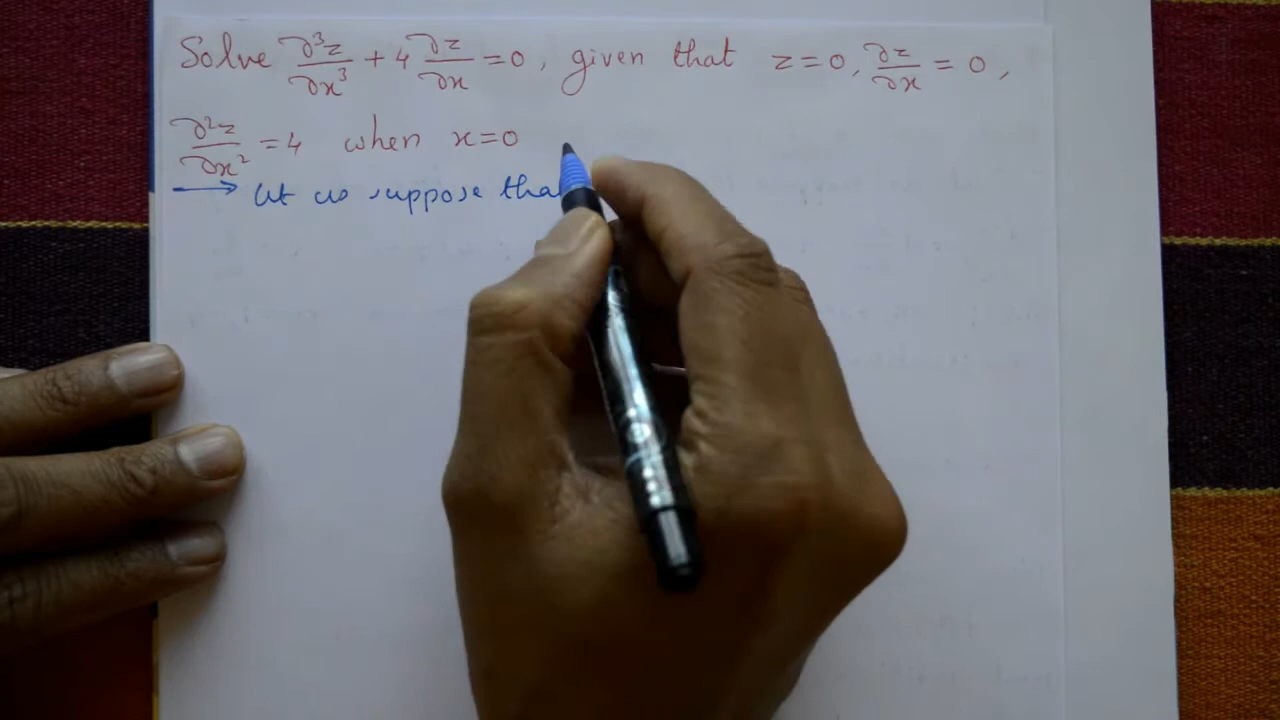 Solve ∂³z/∂x³ + 4 ∂z/∂x = 0, given that z = 0, ∂z/∂x = 0,
∂²z/∂x² = 4 when x = 0
→ let us suppose tha